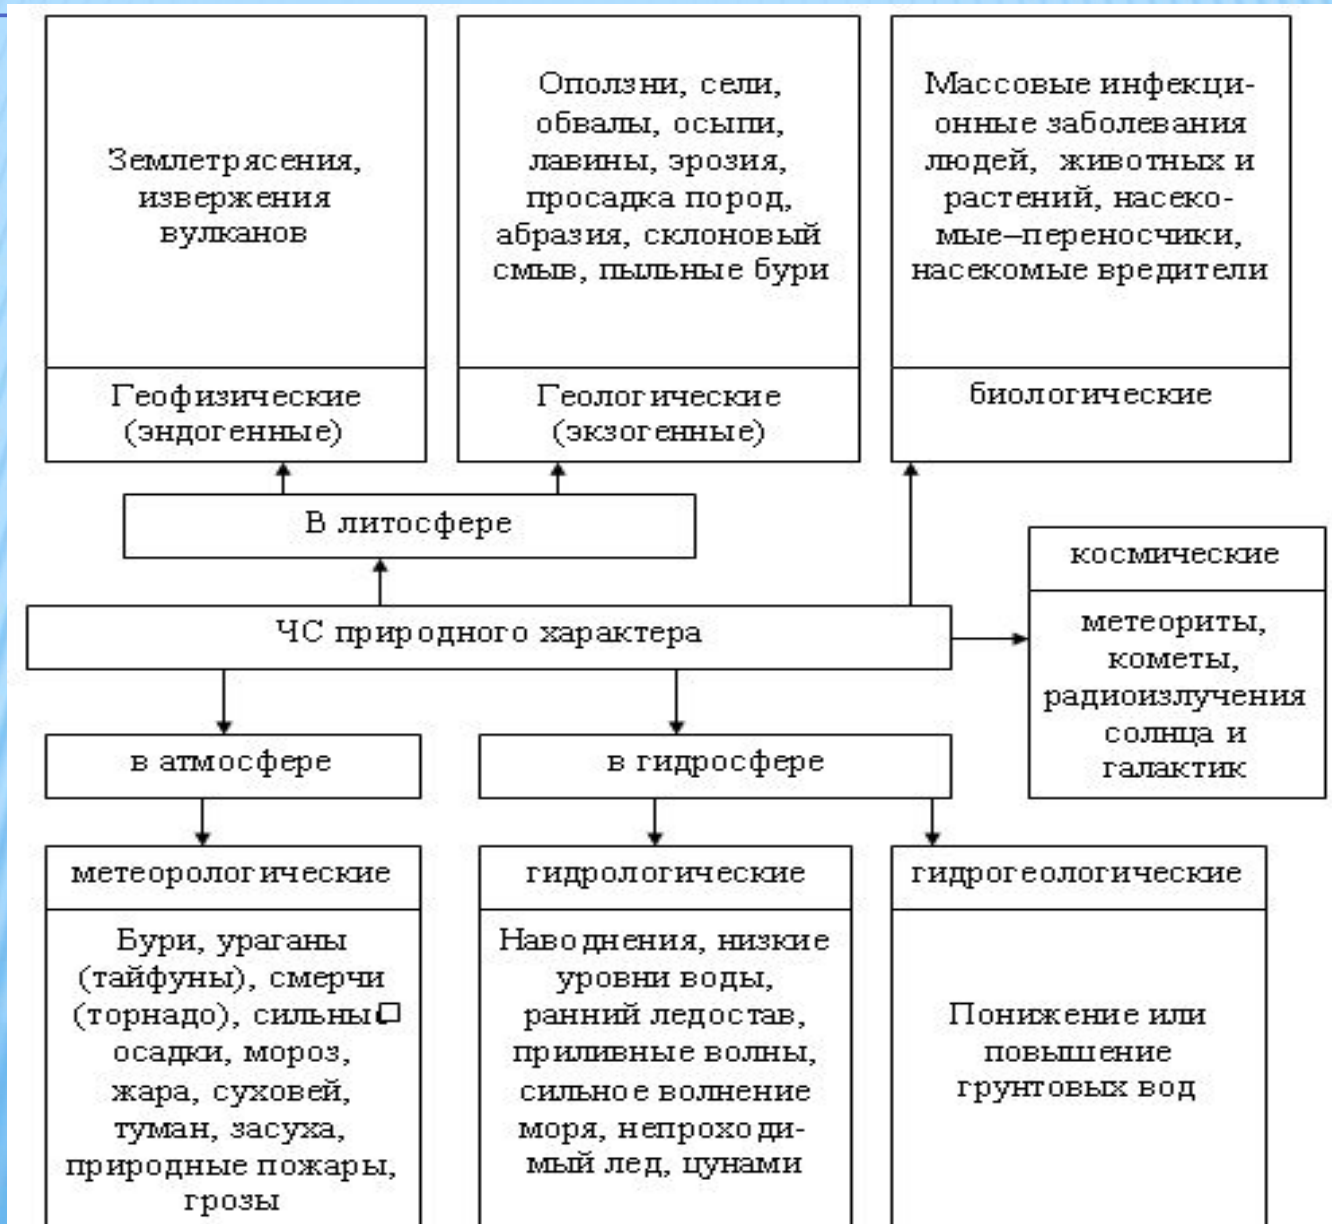 Землетрясения,
извержения
вулканов
Геофизические
(эндогенные)
Оползни, сели,
обвалы, осыпи,
лавины, эрозия,
просадка пород,
абразия, склоновый
смыв, пыльные бури
Геологические
(экзогенные)
Массовые инфекци-
онные заболевания
людей, животных и
растений, насеко-
мые–переносчики,
насекомые вредители
биологические
В литосфере
ЧС природного характера
космические
метеориты,
кометы,
радиоизлучения
солнца и
галактик
в атмосфере
в гидросфере
метеорологические
Бури, ураганы
(тайфуны), смерчи
(торнадо), сильные
осадки, мороз,
жара, суховей,
туман, засуха,
природные пожары,
грозы
гидрологические
Наводнения, низкие
уровни воды,
ранний ледостав,
приливные волны,
сильное волнение
моря, непроходи-
мый лед, цунами
гидрогеологические
Понижение или
повышение
грунтовых вод